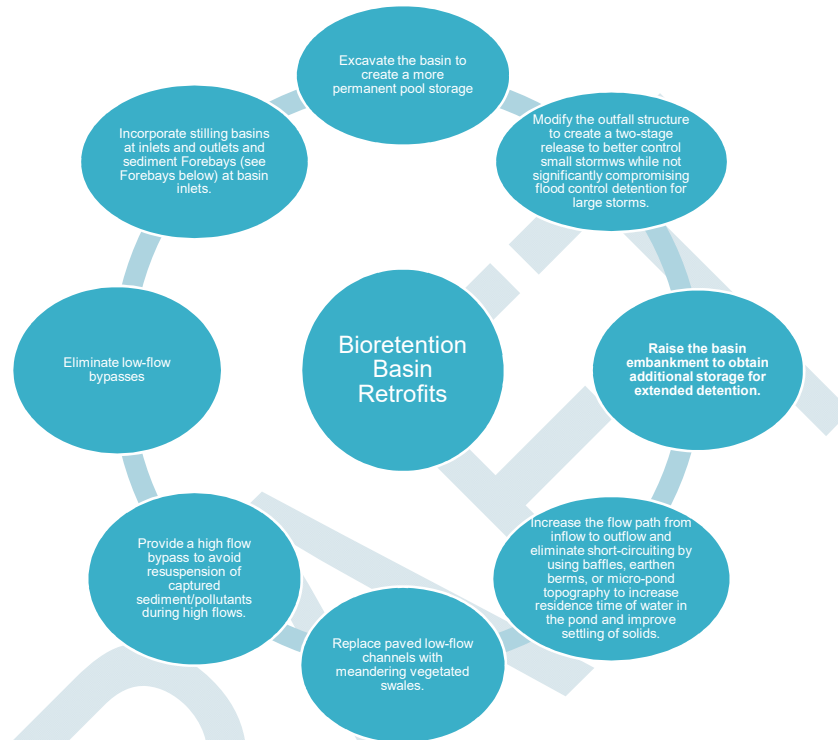 Excavate the basin to
create a more
permanent pool storage
Modify the outfall structure
to create a two-stage
release to better control
small stormws while not
significantly compromising
flood control detention for
large storms.
Raise the basin
embankment to obtain
additional storage for
extended detention.
Increase the flow path from
inflow to outflow and
eliminate short-circuiting by
using baffles, earthen
berms, or micro-pond
topography to increase
residence time of water in
the pond and improve
settling of solids.
Replace paved low-flow
channels with
meandering vegetated
swales.
Provide a high flow
bypass to avoid
resuspension of
captured
sediment/pollutants
during high flows.
Eliminate low-flow
bypasses
Incorporate stilling basins
at inlets and outlets and
sediment Forebays (see
Forebays below) at basin
inlets.
Bioretention
Basin
Retrofits